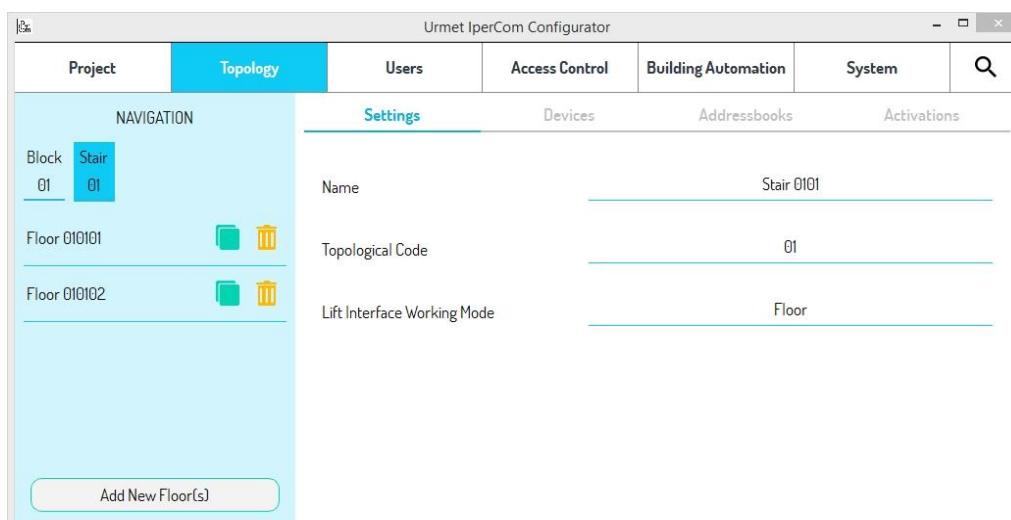 Urmet IperCom Configurator
Project Topology Users Access Control Building Automation System
NAVIGATION
Settings Devices Addressbooks Activations
Block Stair
01 01
Name Stair 0101
Floor 010101
Topological Code 01
Floor 010102
Lift Interface Working Mode Floor
Add New Floor(s)